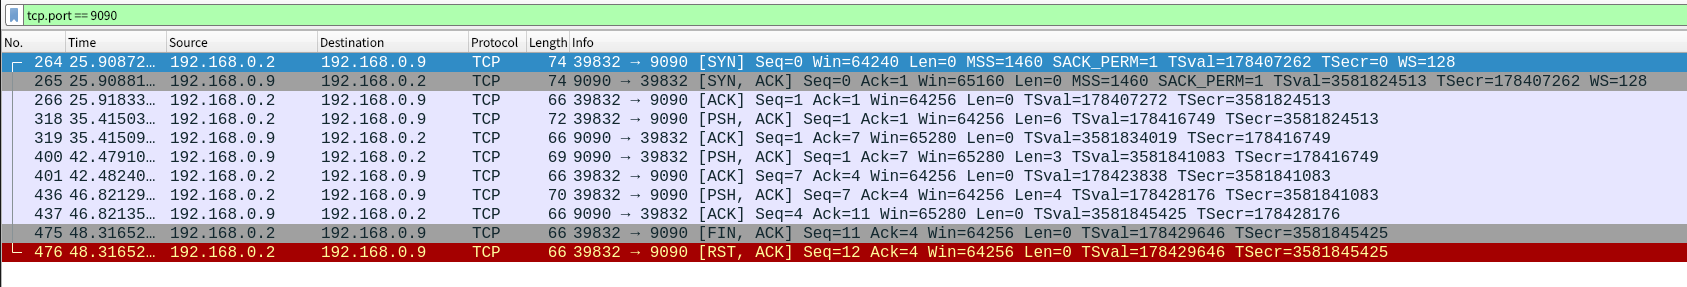 tcp.port == 9090
No. Time Source Destination Protocol Length Info
264 25.90872… 192.168.0.2 192.168.0.9 TCP 74 39832 → 9090 [SYN] Seq=0 Win=64240 Len=0 MSS=1460 SACK_PERM=1 TSval=178407262 TSecr=0 WS=128
265 25.90881… 192.168.0.9 192.168.0.2 TCP 74 9090 → 39832 [SYN, ACK] Seq=0 Ack=1 Win=65160 Len=0 MSS=1460 SACK_PERM=1 TSval=3581824513 TSecr=178407262 WS=128
266 25.91833… 192.168.0.2 192.168.0.9 TCP 66 39832 → 9090 [ACK] Seq=1 Ack=1 Win=64256 Len=0 TSval=178407272 TSecr=3581824513
318 35.41503… 192.168.0.2 192.168.0.9 TCP 72 39832 → 9090 [PSH, ACK] Seq=1 Ack=1 Win=64256 Len=6 TSval=178416749 TSecr=3581824513
319 35.41509… 192.168.0.9 192.168.0.2 TCP 66 9090 → 39832 [ACK] Seq=1 Ack=7 Win=65280 Len=0 TSval=3581834019 TSecr=178416749
400 42.47910… 192.168.0.9 192.168.0.2 TCP 69 9090 → 39832 [PSH, ACK] Seq=1 Ack=7 Win=65280 Len=3 TSval=3581841083 TSecr=178416749
401 42.48240… 192.168.0.2 192.168.0.9 TCP 66 39832 → 9090 [ACK] Seq=7 Ack=4 Win=64256 Len=0 TSval=178423838 TSecr=3581841083
436 46.82129… 192.168.0.2 192.168.0.9 TCP 70 39832 → 9090 [PSH, ACK] Seq=7 Ack=4 Win=64256 Len=4 TSval=178428176 TSecr=3581841083
437 46.82135… 192.168.0.9 192.168.0.2 TCP 66 9090 → 39832 [ACK] Seq=4 Ack=11 Win=65280 Len=0 TSval=3581845425 TSecr=178428176
475 48.31652… 192.168.0.2 192.168.0.9 TCP 66 39832 → 9090 [FIN, ACK] Seq=11 Ack=4 Win=64256 Len=0 TSval=178429646 TSecr=3581845425
476 48.31652… 192.168.0.2 192.168.0.9 TCP 66 39832 → 9090 [RST, ACK] Seq=12 Ack=4 Win=64256 Len=0 TSval=178429646 TSecr=3581845425